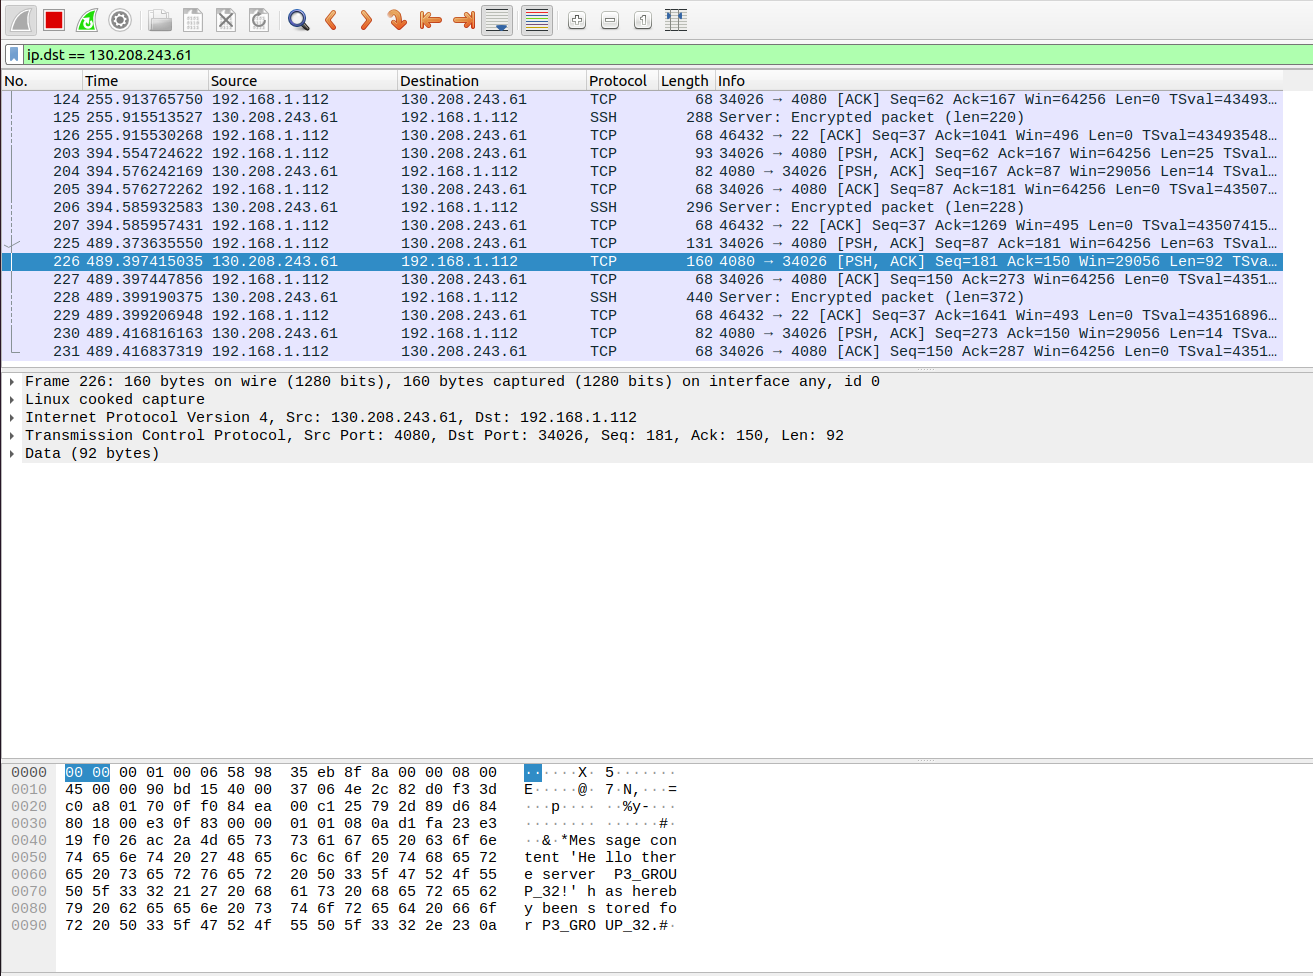 ip.dst == 130.208.243.61
No. Time Source Destination Protocol Length Info
124 255.913765750 192.168.1.112 130.208.243.61 TCP 68 34026 → 4080 [ACK] Seq=62 Ack=167 Win=64256 Len=0 TSval=43493…
125 255.915513527 130.208.243.61 192.168.1.112 SSH 288 Server: Encrypted packet (len=220)
126 255.915530268 192.168.1.112 130.208.243.61 TCP 68 46432 → 22 [ACK] Seq=37 Ack=1041 Win=496 Len=0 TSval=43493548…
203 394.554724622 192.168.1.112 130.208.243.61 TCP 93 34026 → 4080 [PSH, ACK] Seq=62 Ack=167 Win=64256 Len=25 TSval…
204 394.576242169 130.208.243.61 192.168.1.112 TCP 82 4080 → 34026 [PSH, ACK] Seq=167 Ack=87 Win=29056 Len=14 TSval…
205 394.576272262 192.168.1.112 130.208.243.61 TCP 68 34026 → 4080 [ACK] Seq=87 Ack=181 Win=64256 Len=0 TSval=43507…
206 394.585932583 130.208.243.61 192.168.1.112 SSH 296 Server: Encrypted packet (len=228)
207 394.585957431 192.168.1.112 130.208.243.61 TCP 68 46432 → 22 [ACK] Seq=37 Ack=1269 Win=495 Len=0 TSval=43507415…
225 489.373635550 192.168.1.112 130.208.243.61 TCP 131 34026 → 4080 [PSH, ACK] Seq=87 Ack=181 Win=64256 Len=63 TSval…
226 489.397415035 130.208.243.61 192.168.1.112 TCP 160 4080 → 34026 [PSH, ACK] Seq=181 Ack=150 Win=29056 Len=92 TSva…
227 489.397447856 192.168.1.112 130.208.243.61 TCP 68 34026 → 4080 [ACK] Seq=150 Ack=273 Win=64256 Len=0 TSval=4351…
228 489.399190375 130.208.243.61 192.168.1.112 SSH 440 Server: Encrypted packet (len=372)
229 489.399206948 192.168.1.112 130.208.243.61 TCP 68 46432 → 22 [ACK] Seq=37 Ack=1641 Win=493 Len=0 TSval=43516896…
230 489.416816163 130.208.243.61 192.168.1.112 TCP 82 4080 → 34026 [PSH, ACK] Seq=273 Ack=150 Win=29056 Len=14 TSva…
231 489.416837319 192.168.1.112 130.208.243.61 TCP 68 34026 → 4080 [ACK] Seq=150 Ack=287 Win=64256 Len=0 TSval=4351…
Frame 226: 160 bytes on wire (1280 bits), 160 bytes captured (1280 bits) on interface any, id 0
Linux cooked capture
Internet Protocol Version 4, Src: 130.208.243.61, Dst: 192.168.1.112
Transmission Control Protocol, Src Port: 4080, Dst Port: 34026, Seq: 181, Ack: 150, Len: 92
Data (92 bytes)
0000 00 00 00 01 00 06 58 98 35 eb 8f 8a 00 00 08 00 ······X· 5·······
0010 45 00 00 90 bd 15 40 00 37 06 4e 2c 82 d0 f3 3d E·····@· 7·N,···=
0020 c0 a8 01 70 0f f0 84 ea 00 c1 25 79 2d 89 d6 84 ···p···· ··%y-···
0030 80 18 00 e3 0f 83 00 00 01 01 08 0a d1 fa 23 e3 ········ ······#·
0040 19 f0 26 ac 2a 4d 65 73 73 61 67 65 20 63 6f 6e ··&·*Mes sage con
0050 74 65 6e 74 20 27 48 65 6c 6c 6f 20 74 68 65 72 tent 'He llo ther
0060 65 20 73 65 72 76 65 72 20 50 33 5f 47 52 4f 55 e server P3_GROU
0070 50 5f 33 32 21 27 20 68 61 73 20 68 65 72 65 62 P_32!' h as hereb
0080 79 20 62 65 65 6e 20 73 74 6f 72 65 64 20 66 6f y been s tored fo
0090 72 20 50 33 5f 47 52 4f 55 50 5f 33 32 2e 23 0a r P3_GRO UP_32.#·